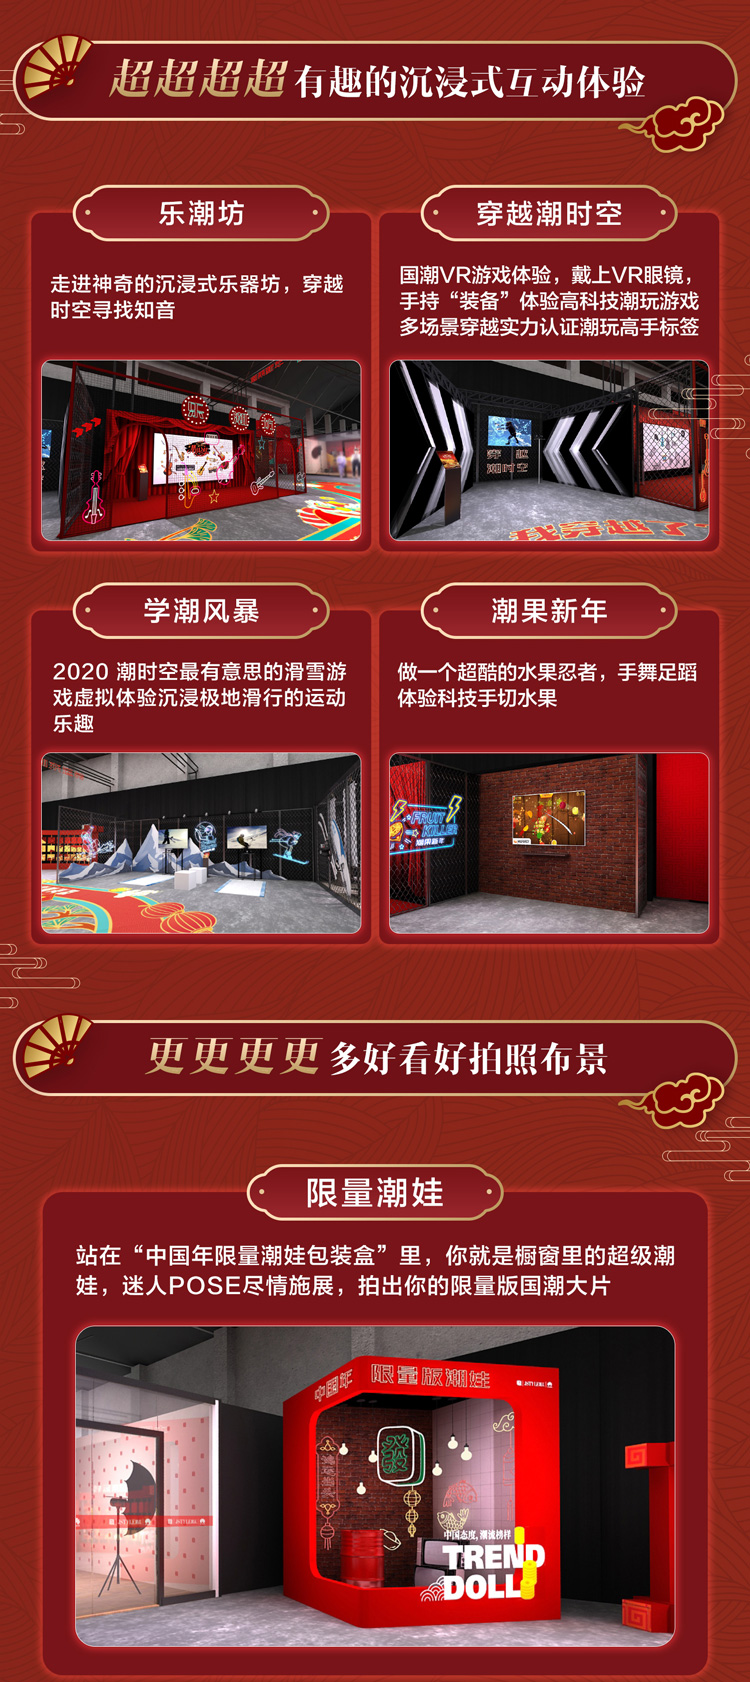 超超超超有趣的沉浸式互动体验
乐潮坊
走进神奇的沉浸式乐器坊，穿越
时空寻找知音
穿越潮时空
国潮VR游戏体验，戴上VR眼镜，
手持“装备”体验高科技潮玩游戏
多场景穿越实力认证潮玩高手标签
穿越
潮时空
我穿越了
学潮风暴
2020 潮时空最有意思的滑雪游
戏虚拟体验沉浸极地滑行的运动
乐趣
潮果新年
做一个超酷的水果忍者，手舞足蹈
体验科技手切水果
FRUIT
KILLER
潮果新年
更更更更多好看好拍照布景
限量潮娃
站在“中国年限量潮娃包装盒”里，你就是橱窗里的超级潮
娃，迷人POSE尽情施展，拍出你的限量版国潮大片
中国年 限量版潮娃
發
中国态度，潮流榜样
TREND
DOLL